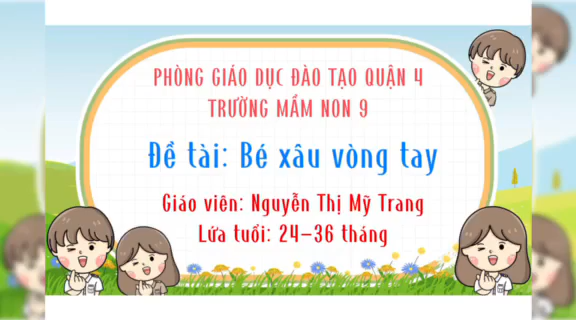 PHÒNG GIÁO DỤC ĐÀO TẠO QUẬN 4
TRƯỜNG MẦM NON 9
Đề tài: Bé xâu vòng tay
Giáo viên: Nguyễn Thị Mỹ Trang
Lứa tuổi: 24-36 tháng